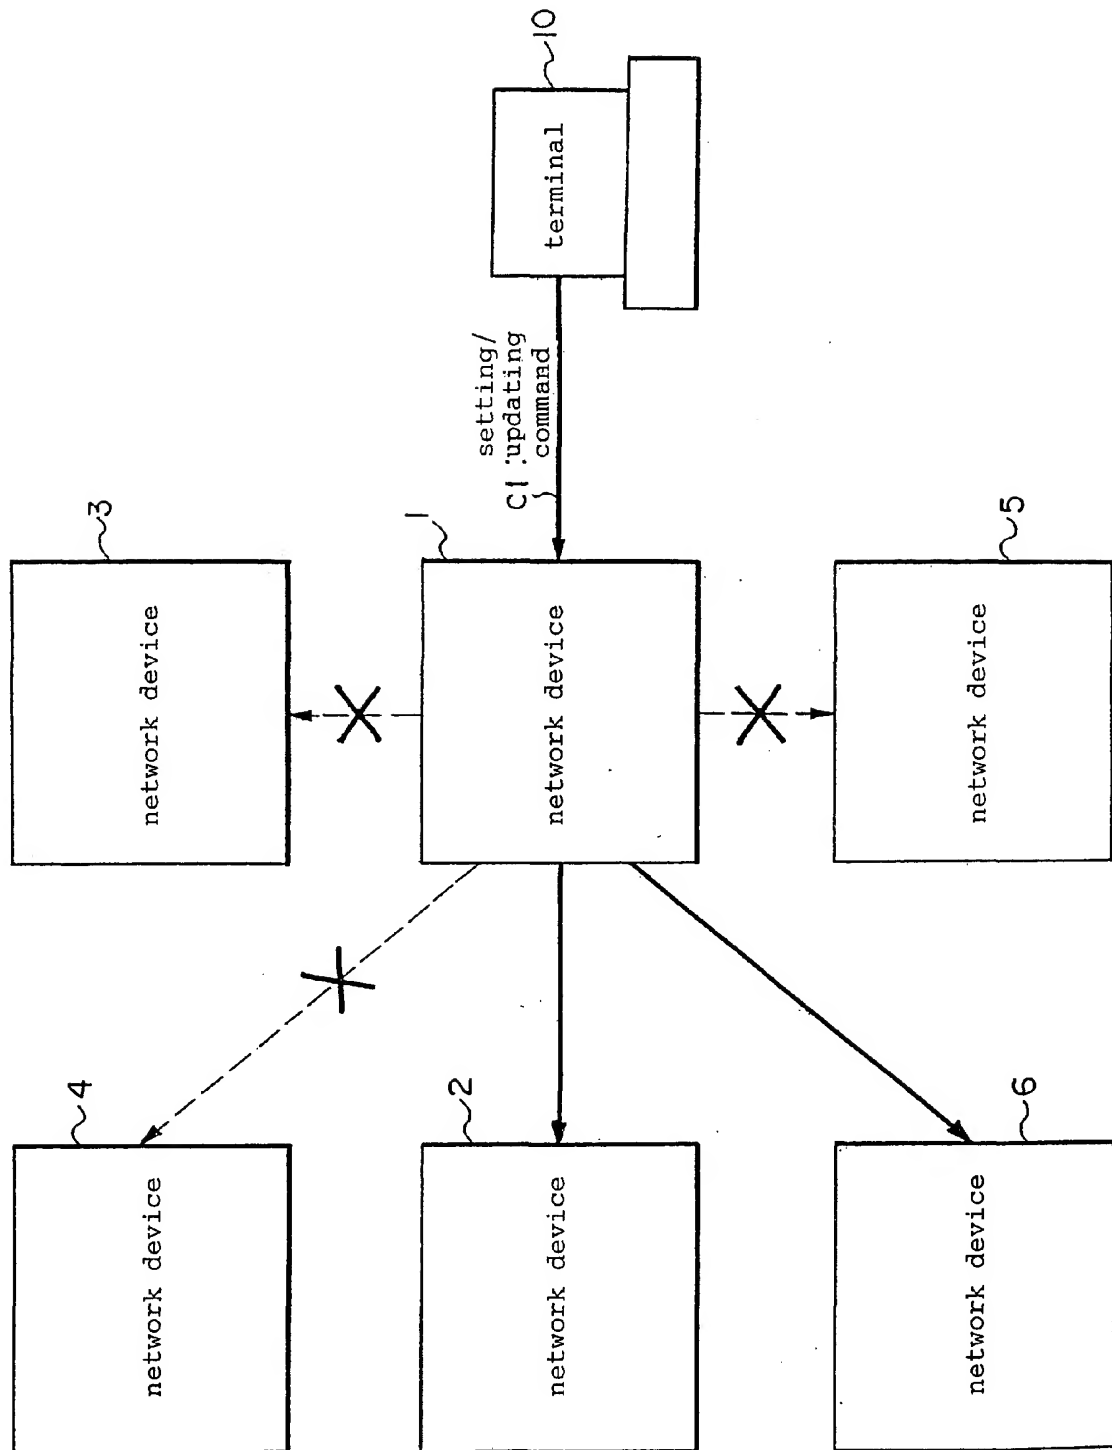 10
terminal
setting/
C1 :updating
command
3
network device
1
network device
5
network device
4
network device
2
network device
6
network device